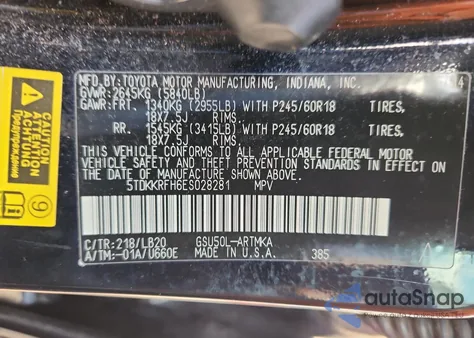 MFD. BY: TOYOTA MOTOR MANUFACTURING, INDIANA, INC.
GVWR: 2645KG (5840LB)
GAWR:FRT. 1340KG (2955LB) WITH P245/60R18 TIRES,
18X7.5J RIMS.
RR. 1545KG (3415LB) WITH P245/60R18 TIRES,
18X7.5J RIMS.
THIS VEHICLE CONFORMS TO ALL APPLICABLE FEDERAL MOTOR
VEHICLE SAFETY AND THEFT PREVENTION STANDARDS IN EFFECT ON
THE DATE OF MANUFACTURE SHOWN ABOVE.
5TDKKRFH6ES028281 MPV
C/TR: 218/LB20 GSU50L-ARTMKA
A/TM:-01A/U660E MADE IN U.S.A. 385
CAUTION
ACHTUNG
9
autoSnap